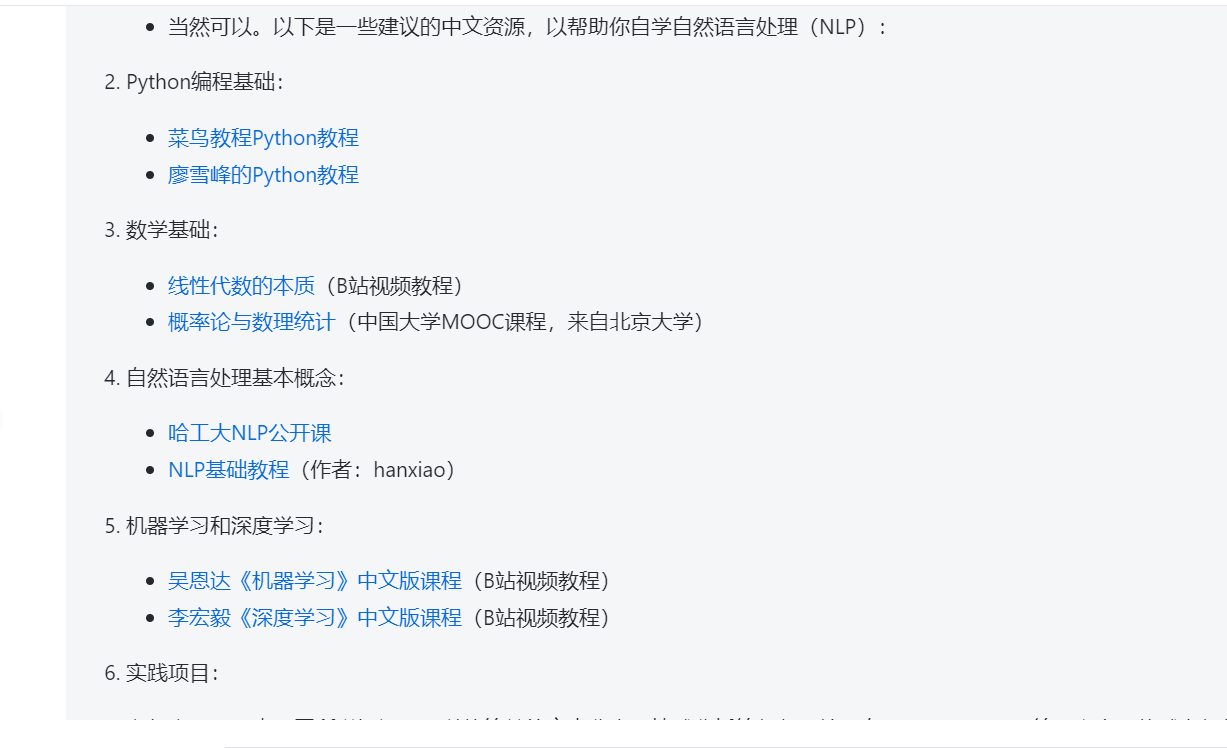 • 当然可以。以下是一些建议的中文资源，以帮助你自学自然语言处理（NLP）：
2. Python编程基础：
• 菜鸟教程Python教程
• 廖雪峰的Python教程
3. 数学基础：
• 线性代数的本质（B站视频教程）
• 概率论与数理统计（中国大学MOOC课程，来自北京大学）
4. 自然语言处理基本概念：
• 哈工大NLP公开课
• NLP基础教程（作者：hanxiao）
5. 机器学习和深度学习：
• 吴恩达《机器学习》中文版课程（B站视频教程）
• 李宏毅《深度学习》中文版课程（B站视频教程）
6. 实践项目：